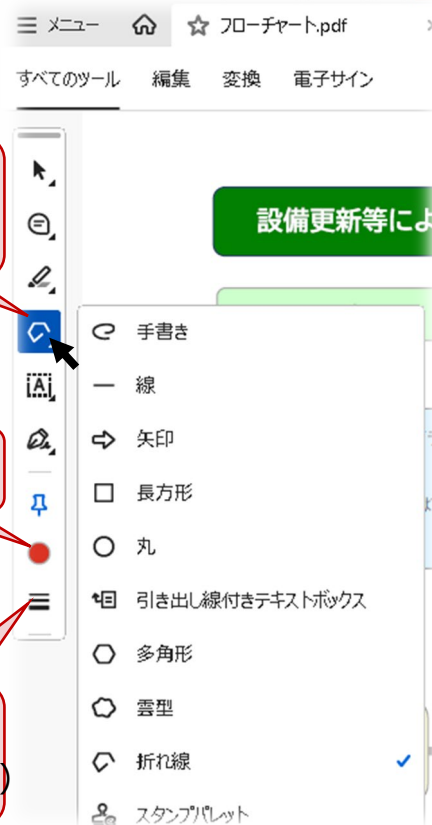 メニュー
フローチャート.pdf
すべてのツール 編集 変換 電子サイン
設備更新等によ
手書き
線
矢印
長方形
丸
引き出し線付きテキストボックス
多角形
雲型
折れ線
スタンプパレット
)